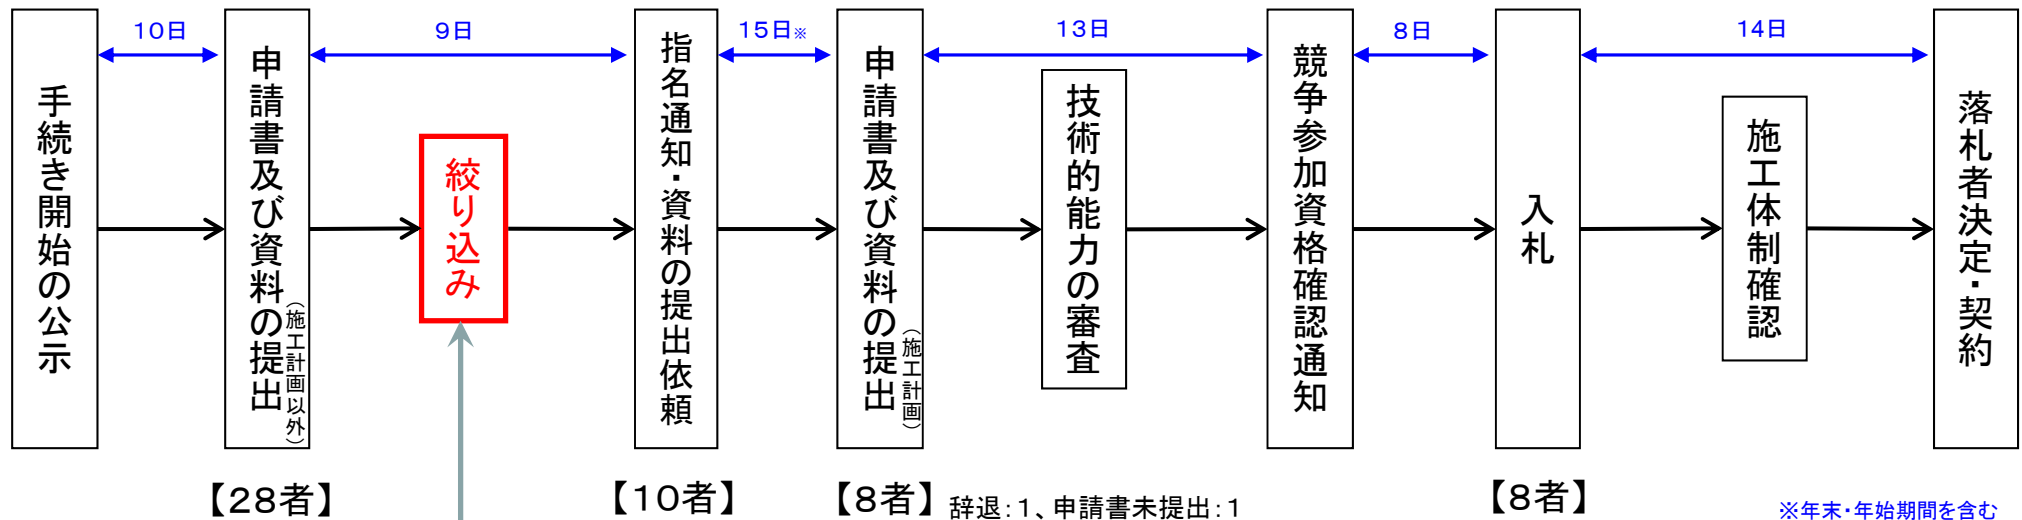 10日
9日
15日※
13日
8日
14日
手続き開始の公示
申請書及び資料の提出
（施工計画以外）
絞り込み
指名通知・資料の提出依頼
申請書及び資料の提出
（施工計画）
技術的能力の審査
競争参加資格確認通知
入札
施工体制確認
落札者決定・契約
【28者】
【10者】
【8者】
辞退：1、申請書未提出：1
【8者】
※年末・年始期間を含む